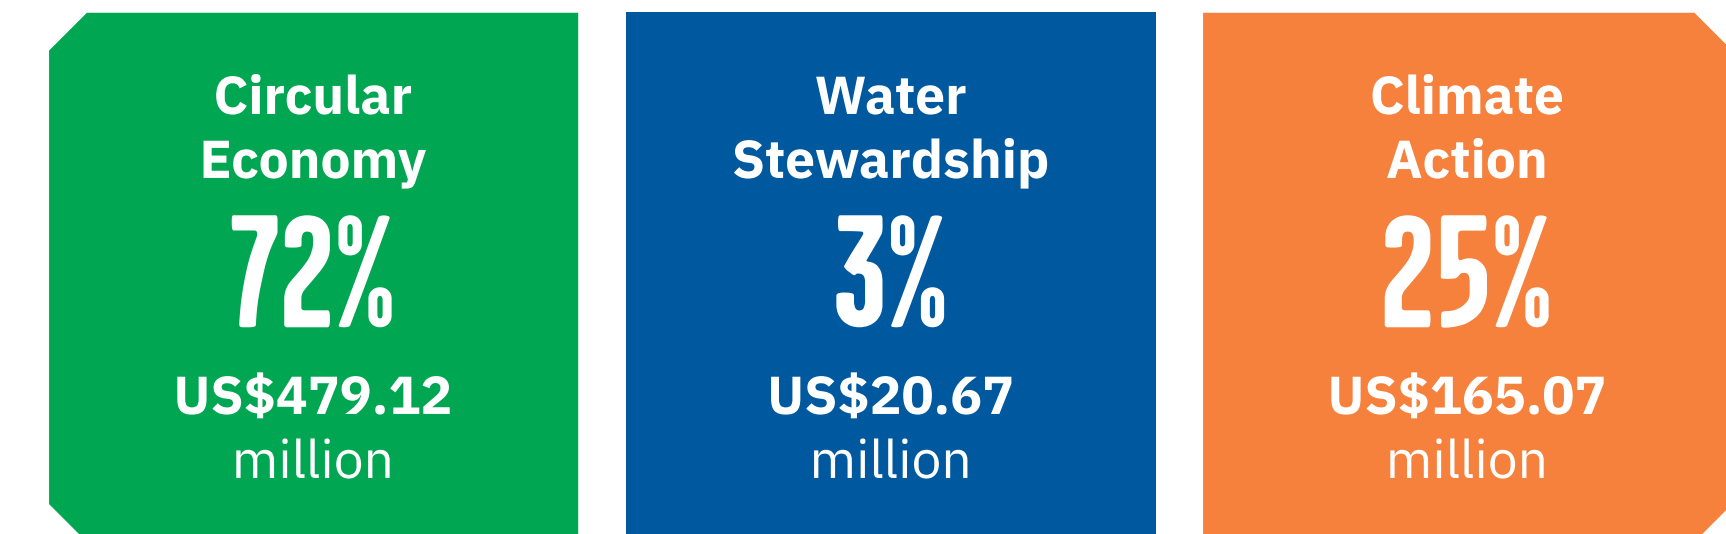 Circular
Economy
72%
US$479.12
million
Water
Stewardship
3%
US$20.67
million
Climate
Action
25%
US$165.07
million